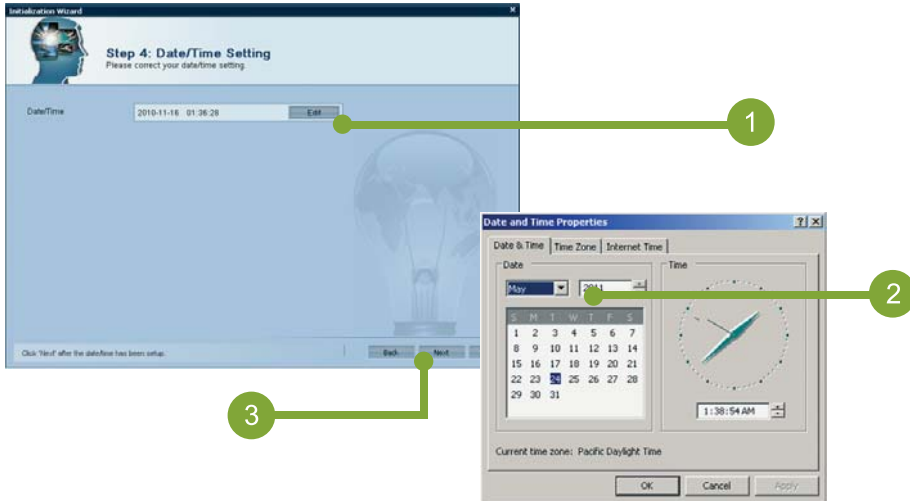 Initialization Wizard
Step 4: Date/Time Setting
Please correct your date/time setting.
Date/Time
2010-11-16 01:36:28
Edit
1
Date and Time Properties
Date & Time
Time Zone
Internet Time
Date
Time
May
2011
2
S M T W T F S
1 2 3 4 5 6 7
8 9 10 11 12 13 14
15 16 17 18 19 20 21
22 23 24 25 26 27 28
29 30 31
1:38:54 AM
Click 'Next' after the date/time has been setup.
Back
Next
3
Current time zone: Pacific Daylight Time
OK
Cancel
Apply